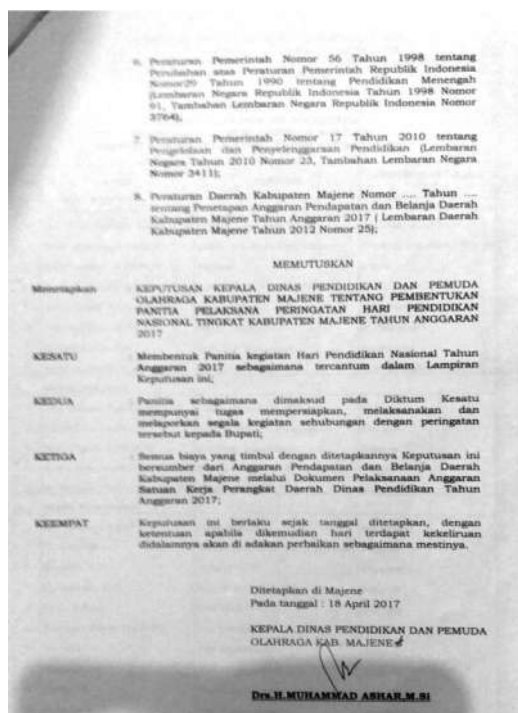 6. Peraturan Pemerintah Nomor 56 Tahun 1998 tentang
Perubahan atas Peraturan Pemerintah Republik Indonesia
Nomor29 Tahun 1990 tentang Pendidikan Menengah
(Lembaran Negara Republik Indonesia Tahun 1998 Nomor
91, Tambahan Lembaran Negara Republik Indonesia Nomor
3764),
7. Peraturan Pemerintah Nomor 17 Tahun 2010 tentang
Pengelolaan dan Penyelenggaraan Pendidikan (Lembaran
Negara Tahun 2010 Nomor 23, Tambahan Lembaran Negara
Nomor 3411);
8. Peraturan Daerah Kabupaten Majene Nomor .... Tahun ....
tentang Penetapan Anggaran Pendapatan dan Belanja Daerah
Kabupaten Majene Tahun Anggaran 2017 ( Lembaran Daerah
Kabupaten Majene Tahun 2012 Nomor 25);
MEMUTUSKAN
Menetapkan : KEPUTUSAN KEPALA DINAS PENDIDIKAN DAN PEMUDA
OLAHRAGA KABUPATEN MAJENE TENTANG PEMBENTUKAN
PANITIA PELAKSANA PERINGATAN HARI PENDIDIKAN
NASIONAL TINGKAT KABUPATEN MAJENE TAHUN ANGGARAN
2017
KESATU : Membentuk Panitia kegiatan Hari Pendidikan Nasional Tahun
Anggaran 2017 sebagaimana tercantum dalam Lampiran
Keputusan ini,
KEDUA : Panitia sebagaimana dimaksud pada Diktum Kesatu
mempunyai tugas mempersiapkan, melaksanakan dan
melaporkan segala kegiatan sehubungan dengan peringatan
tersebut kepada Bupati;
KETIGA : Semua biaya yang timbul dengan ditetapkannya Keputusan ini
bersumber dari Anggaran Pendapatan dan Belanja Daerah
Kabupaten Majene melalui Dokumen Pelaksanaan Anggaran
Satuan Kerja Perangkat Daerah Dinas Pendidikan Tahun
Anggaran 2017;
KEEMPAT : Keputusan ini berlaku sejak tanggal ditetapkan, dengan
ketentuan apabila dikemudian hari terdapat kekeliruan
didalamnya akan di adakan perbaikan sebagaimana mestinya.
Ditetapkan di Majene
Pada tanggal : 18 April 2017
KEPALA DINAS PENDIDIKAN DAN PEMUDA
OLAHRAGA KAB. MAJENE
Drs.H.MUHAMMAD ASHAR,M.Si